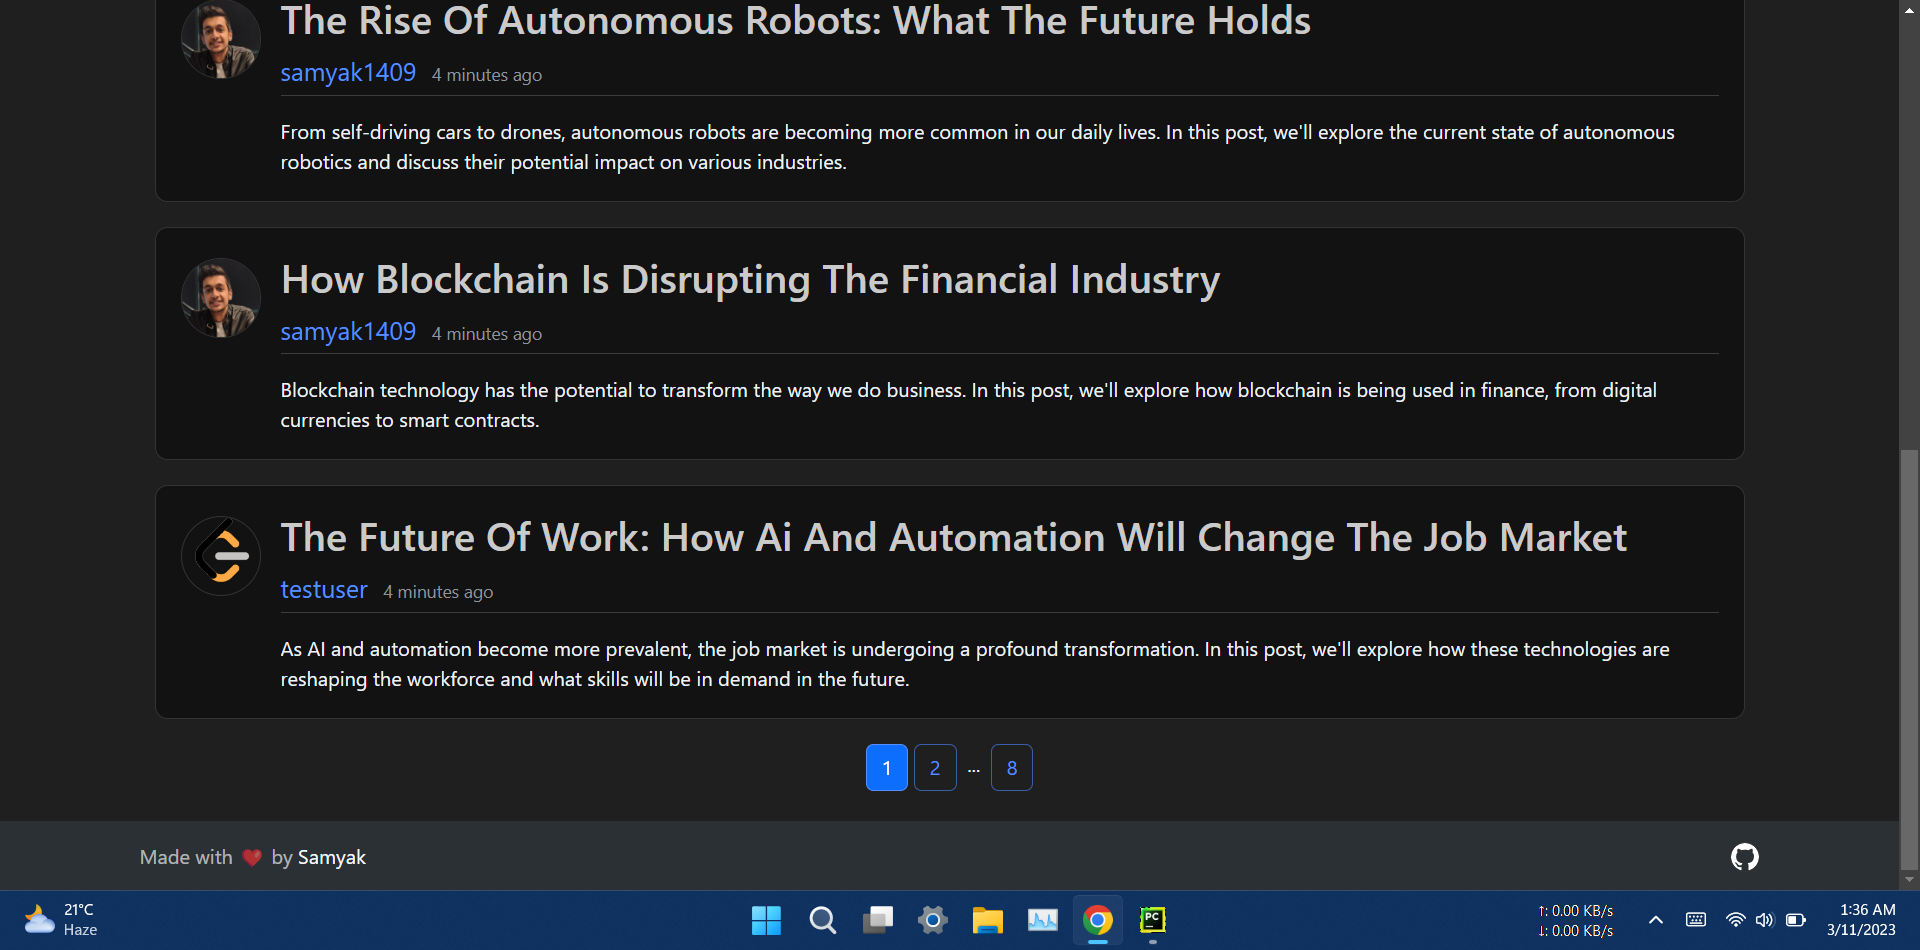 The Rise Of Autonomous Robots: What The Future Holds
samyak1409 4 minutes ago
From self-driving cars to drones, autonomous robots are becoming more common in our daily lives. In this post, we'll explore the current state of autonomous
robotics and discuss their potential impact on various industries.
How Blockchain Is Disrupting The Financial Industry
samyak1409 4 minutes ago
Blockchain technology has the potential to transform the way we do business. In this post, we'll explore how blockchain is being used in finance, from digital
currencies to smart contracts.
The Future Of Work: How Ai And Automation Will Change The Job Market
testuser 4 minutes ago
As AI and automation become more prevalent, the job market is undergoing a profound transformation. In this post, we'll explore how these technologies are
reshaping the workforce and what skills will be in demand in the future.
1 2 ... 8
Made with ❤️ by Samyak
21°C
Haze
PC
↑: 0.00 KB/s
↓: 0.00 KB/s
1:36 AM
3/11/2023